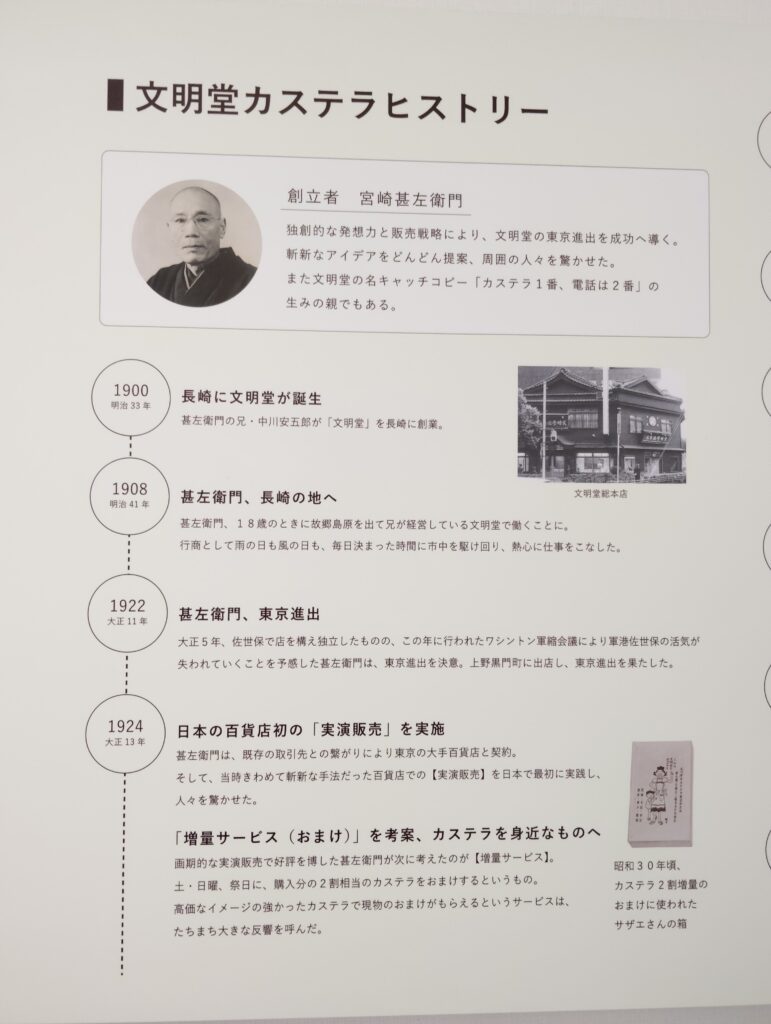 文明堂カステラヒストリー
創立者　宮崎甚左衛門
独創的な発想力と販売戦略により、文明堂の東京進出を成功へ導く。
斬新なアイデアをどんどん提案、周囲の人々を驚かせた。
また文明堂の名キャッチコピー「カステラ１番、電話は２番」の
生みの親でもある。
1900
明治 33 年
長崎に文明堂が誕生
甚左衛門の兄・中川安五郎が「文明堂」を長崎に創業。
文明堂総本店
1908
明治 41 年
甚左衛門、長崎の地へ
甚左衛門、１８歳のときに故郷島原を出て兄が経営している文明堂で働くことに。
行商として雨の日も風の日も、毎日決まった時間に市中を駆け回り、熱心に仕事をこなした。
1922
大正 11 年
甚左衛門、東京進出
大正５年、佐世保で店を構え独立したものの、この年に行われたワシントン軍縮会議により軍港佐世保の活気が
失われていくことを予感した甚左衛門は、東京進出を決意。上野黒門町に出店し、東京進出を果たした。
1924
大正 13 年
日本の百貨店初の「実演販売」を実施
甚左衛門は、既存の取引先との繋がりにより東京の大手百貨店と契約。
そして、当時きわめて斬新な手法だった百貨店での【実演販売】を日本で最初に実践し、
人々を驚かせた。
「増量サービス（おまけ）」を考案、カステラを身近なものへ
画期的な実演販売で好評を博した甚左衛門が次に考えたのが【増量サービス】。
土・日曜、祭日に、購入分の２割相当のカステラをおまけするというもの。
高価なイメージの強かったカステラで現物のおまけがもらえるというサービスは、
たちまち大きな反響を呼んだ。
昭和３０年頃、
カステラ２割増量の
おまけに使われた
サザエさんの箱